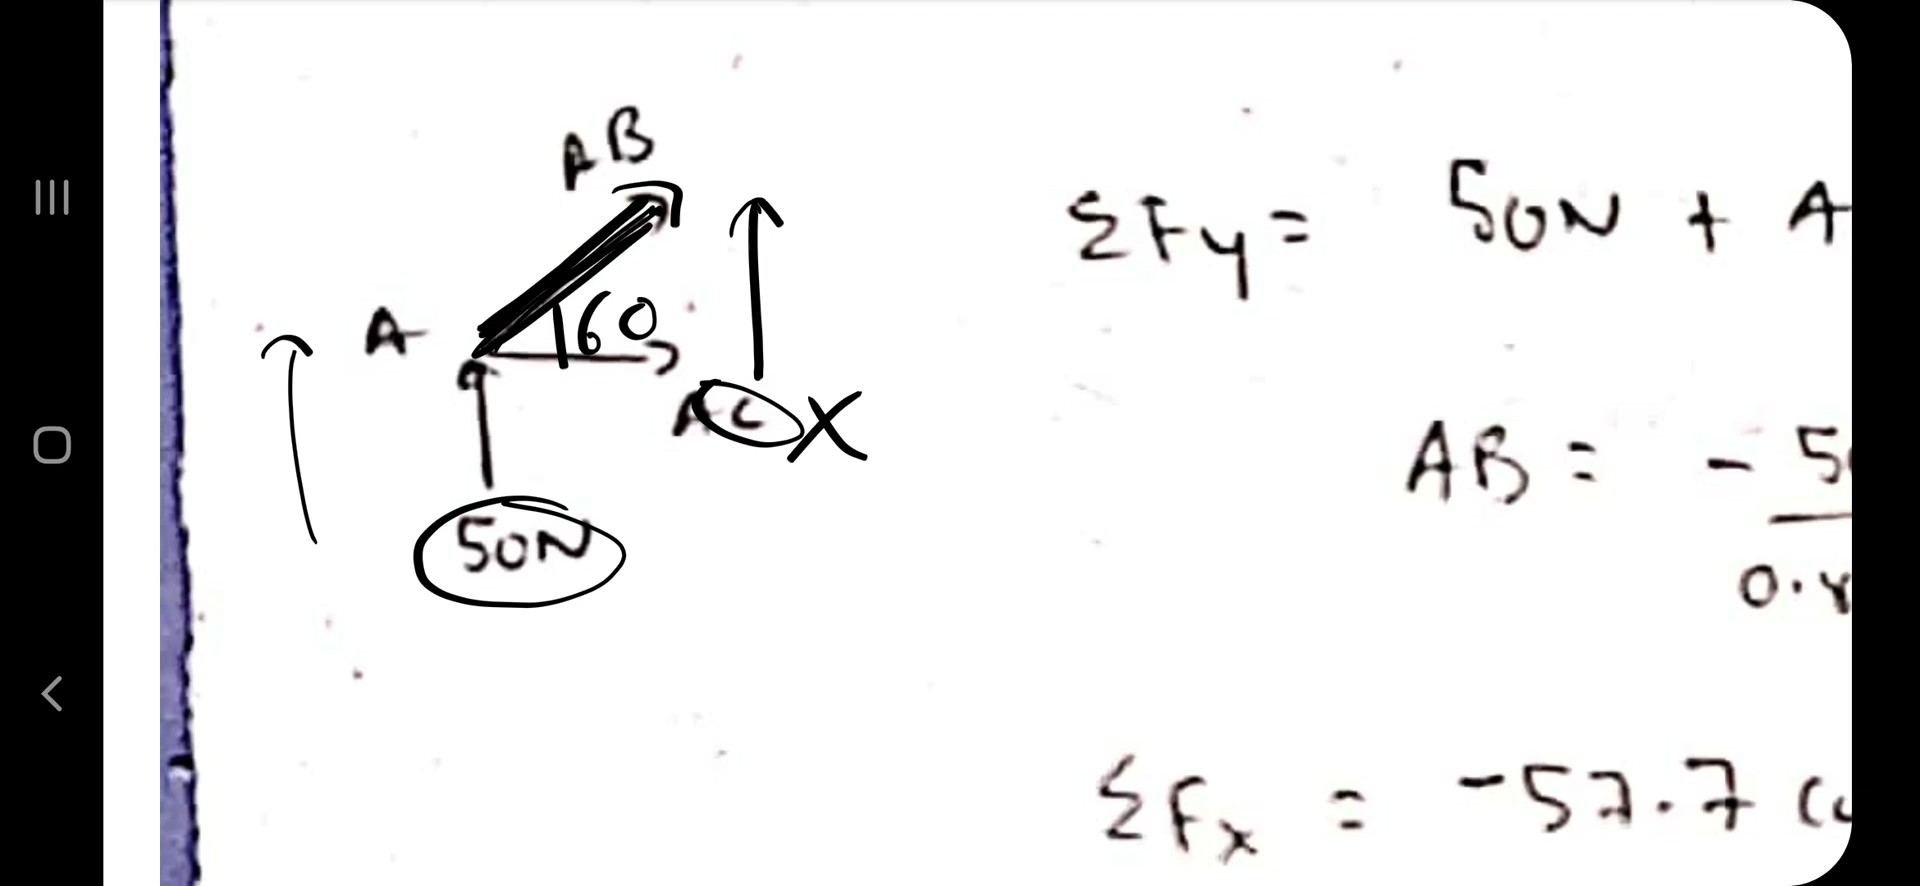 AB
ΣFy = 50N + A
A
60
AC X
AB = - 5
50N
0.
ΣFx = -57.7 (